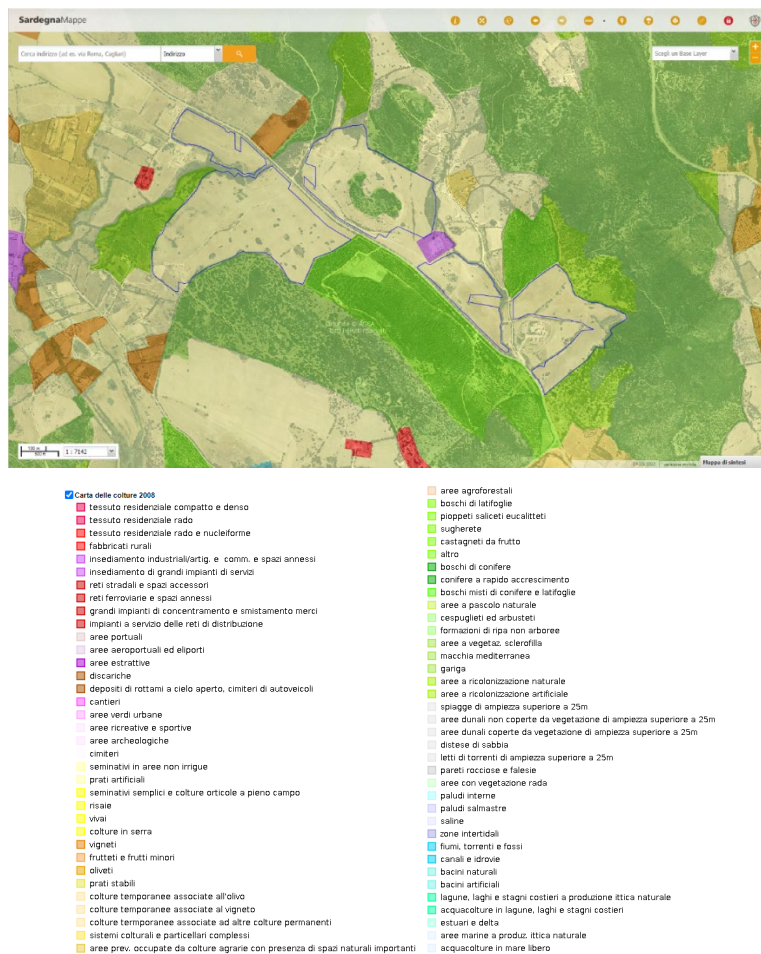 SardegnaMappe
Cerca indirizzo (ad es. via Roma, Cagliari)
Indirizzo
Scegli un Base Layer
1 : 7142
Mappa di sintesi
Carta delle colture 2008
tessuto residenziale compatto e denso
tessuto residenziale rado
tessuto residenziale rado e nucleiforme
fabbricati rurali
insediamento industriali/artig. e comm. e spazi annessi
insediamento di grandi impianti di servizi
reti stradali e spazi accessori
reti ferroviarie e spazi annessi
grandi impianti di concentramento e smistamento merci
impianti a servizio delle reti di distribuzione
aree portuali
aree aeroportuali ed eliporti
aree estrattive
discariche
depositi di rottami a cielo aperto, cimiteri di autoveicoli
cantieri
aree verdi urbane
aree ricreative e sportive
aree archeologiche
cimiteri
seminativi in aree non irrigue
prati artificiali
seminativi semplici e colture orticole a pieno campo
risaie
vivai
colture in serra
vigneti
frutteti e frutti minori
oliveti
prati stabili
colture temporanee associate all'olivo
colture temporanee associate al vigneto
colture termporanee associate ad altre colture permanenti
sistemi colturali e particellari complessi
aree prev. occupate da colture agrarie con presenza di spazi naturali importanti
aree agroforestali
boschi di latifoglie
pioppeti saliceti eucalitteti
sugherete
castagneti da frutto
altro
boschi di conifere
conifere a rapido accrescimento
boschi misti di conifere e latifoglie
aree a pascolo naturale
cespuglieti ed arbusteti
formazioni di ripa non arboree
aree a vegetaz. sclerofilla
macchia mediterranea
gariga
aree a ricolonizzazione naturale
aree a ricolonizzazione artificiale
spiagge di ampiezza superiore a 25m
aree dunali non coperte da vegetazione di ampiezza superiore a 25m
aree dunali coperte da vegetazione di ampiezza superiore a 25m
distese di sabbia
letti di torrenti di ampiezza superiore a 25m
pareti rocciose e falesie
aree con vegetazione rada
paludi interne
paludi salmastre
saline
zone intertidali
fiumi, torrenti e fossi
canali e idrovie
bacini naturali
bacini artificiali
lagune, laghi e stagni costieri a produzione ittica naturale
acquacolture in lagune, laghi e stagni costieri
estuari e delta
aree marine a produz. ittica naturale
acquacolture in mare libero